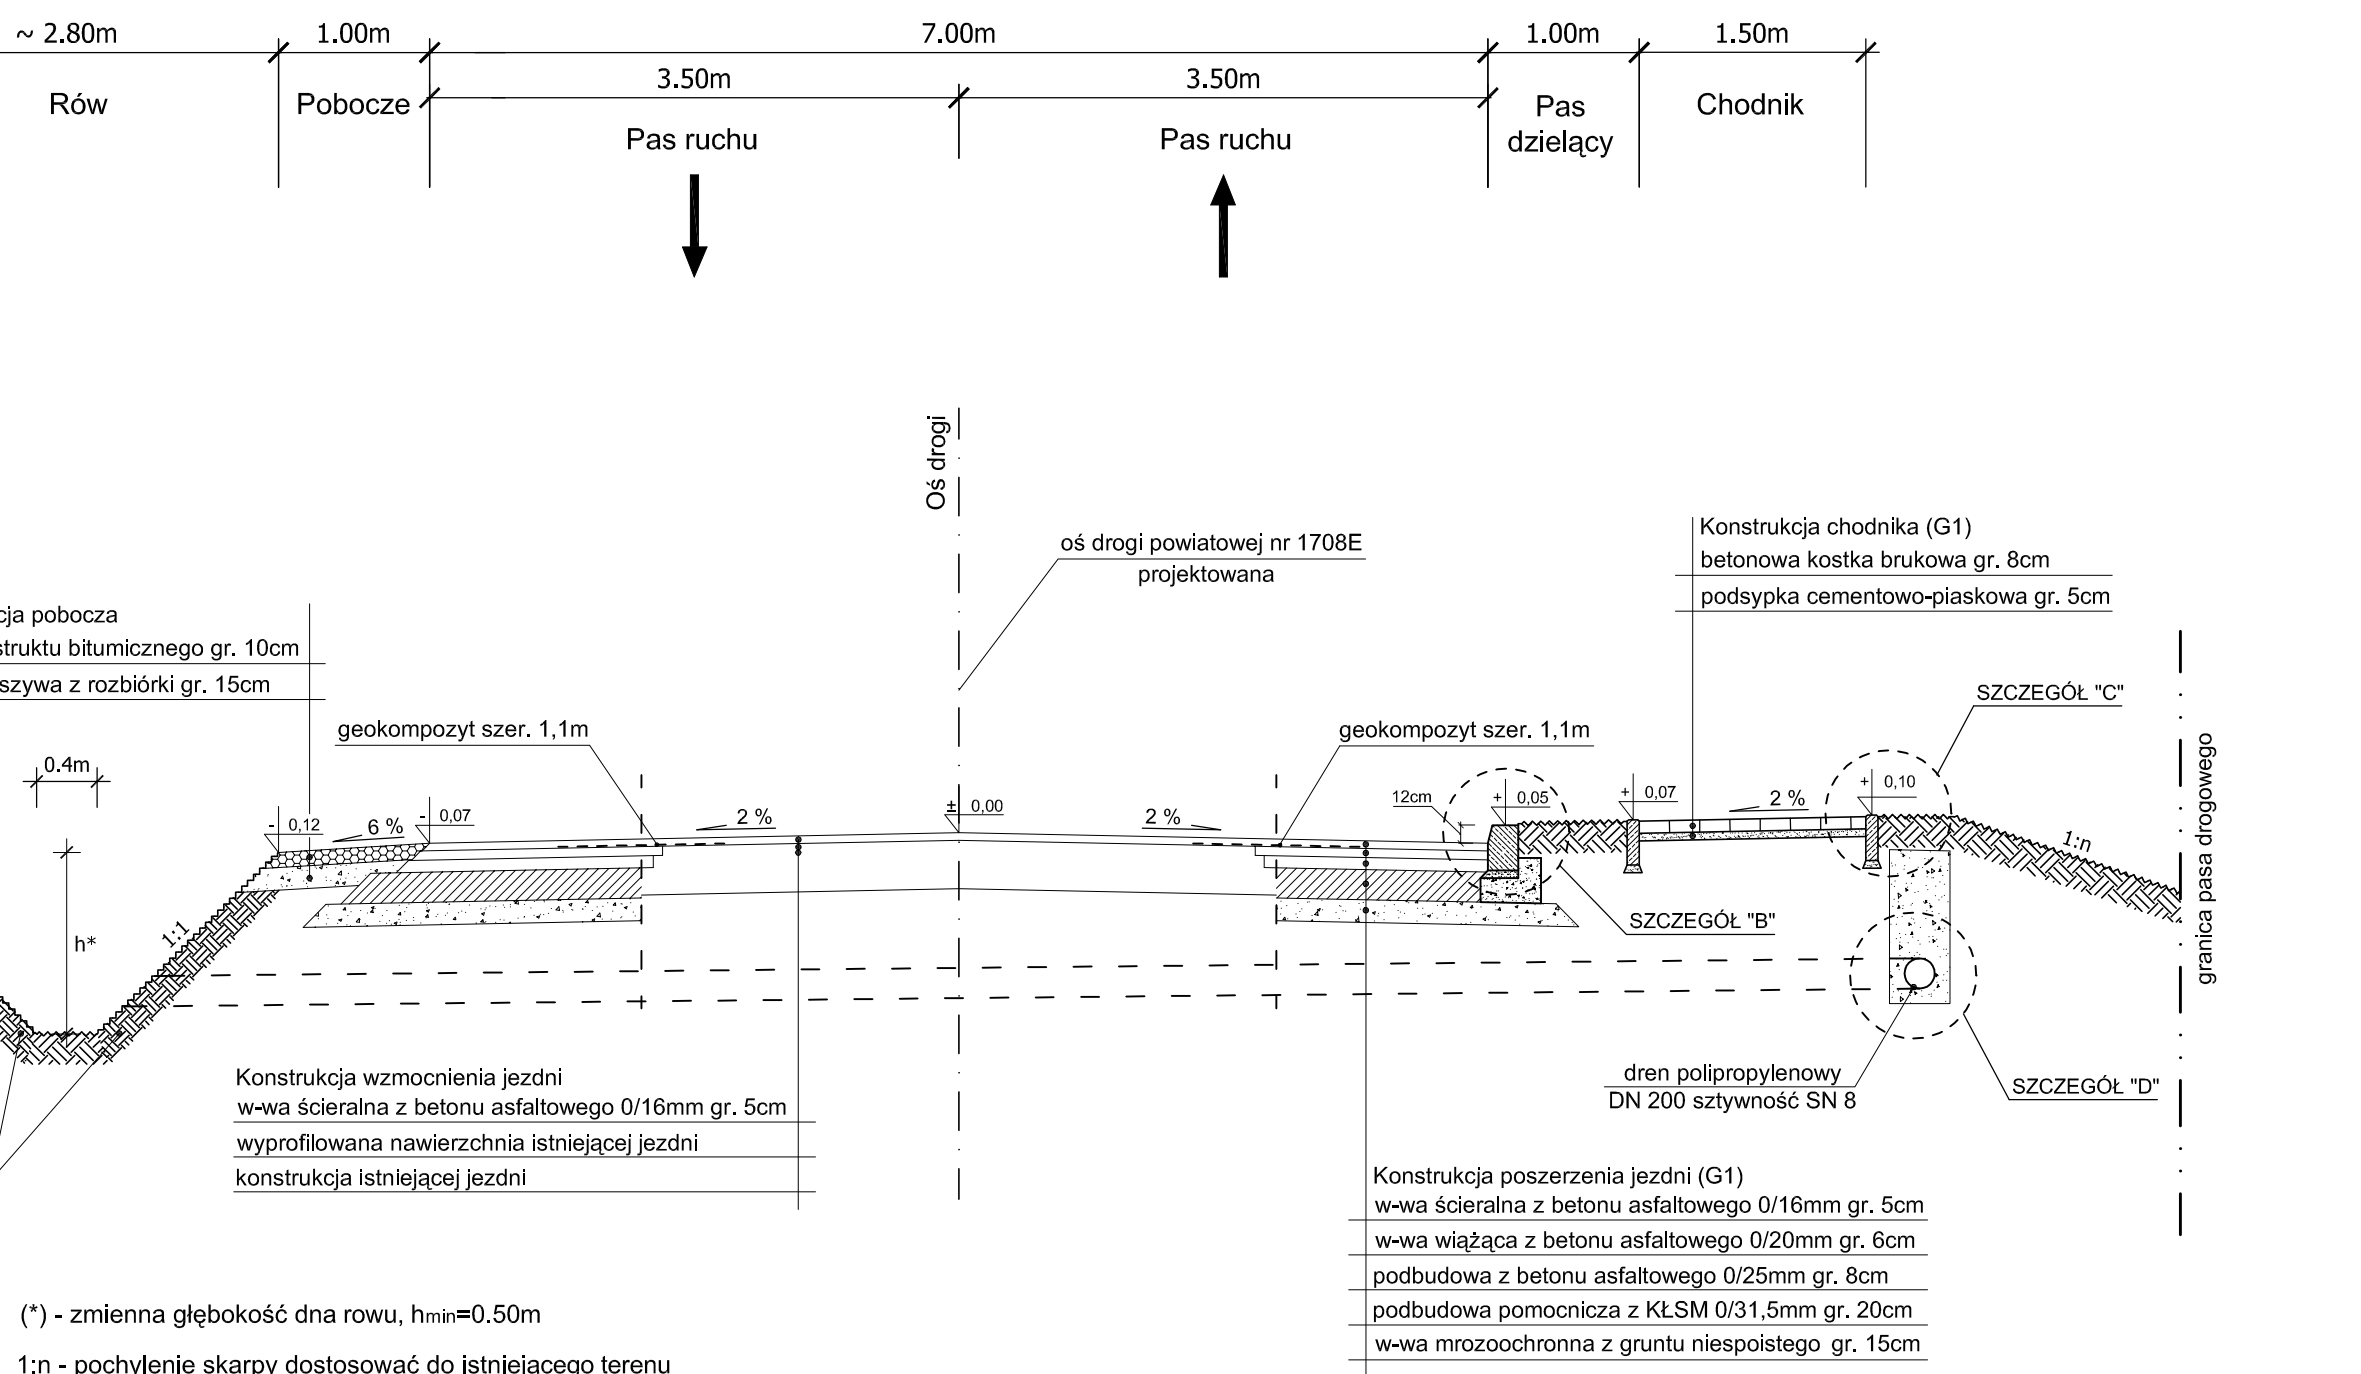 ~ 2.80m
1.00m
7.00m
1.00m
1.50m
3.50m
3.50m
Rów
Pobocze
Pas
dzielący
Chodnik
Pas ruchu
Pas ruchu
Oś drogi
oś drogi powiatowej nr 1708E
projektowana
Konstrukcja chodnika (G1)
betonowa kostka brukowa gr. 8cm
podsypka cementowo-piaskowa gr. 5cm
cja pobocza
struktu bitumicznego gr. 10cm
szywa z rozbiórki gr. 15cm
SZCZEGÓŁ "C"
geokompozyt szer. 1,1m
geokompozyt szer. 1,1m
granica pasa drogowego
0.4m
- 0,12
6 %
- 0,07
2 %
± 0,00
2 %
12cm
+ 0,05
+ 0,07
2 %
+ 0,10
1:n
1:1
h*
SZCZEGÓŁ "B"
Konstrukcja wzmocnienia jezdni
w-wa ścieralna z betonu asfaltowego 0/16mm gr. 5cm
wyprofilowana nawierzchnia istniejącej jezdni
konstrukcja istniejącej jezdni
dren polipropylenowy
DN 200 sztywność SN 8
SZCZEGÓŁ "D"
Konstrukcja poszerzenia jezdni (G1)
w-wa ścieralna z betonu asfaltowego 0/16mm gr. 5cm
w-wa wiążąca z betonu asfaltowego 0/20mm gr. 6cm
podbudowa z betonu asfaltowego 0/25mm gr. 8cm
podbudowa pomocnicza z KŁSM 0/31,5mm gr. 20cm
w-wa mrozoochronna z gruntu niespoistego gr. 15cm
(*) - zmienna głębokość dna rowu, hmin=0.50m
1:n - pochylenie skarpy dostosować do istniejącego terenu